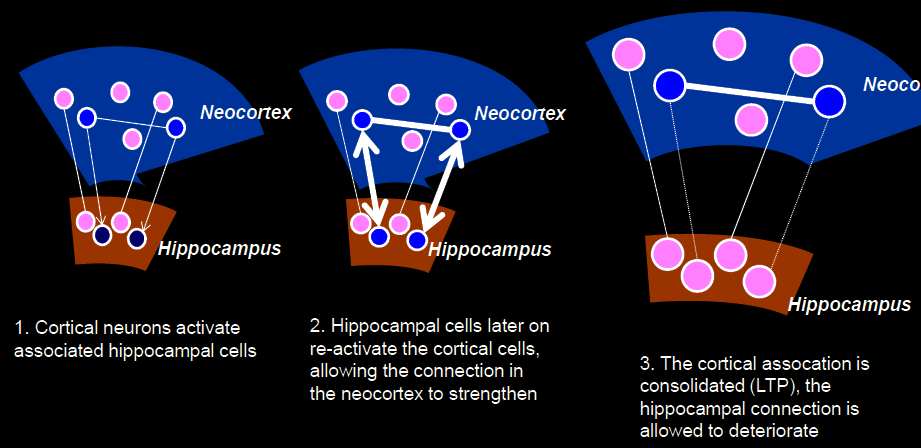 Neocortex
Hippocampus
1. Cortical neurons activate
associated hippocampal cells
Neocortex
Hippocampus
2. Hippocampal cells later on
re-activate the cortical cells,
allowing the connection in
the neocortex to strengthen
Neoco
Hippocampus
3. The cortical assocation is
consolidated (LTP), the
hippocampal connection is
allowed to deteriorate